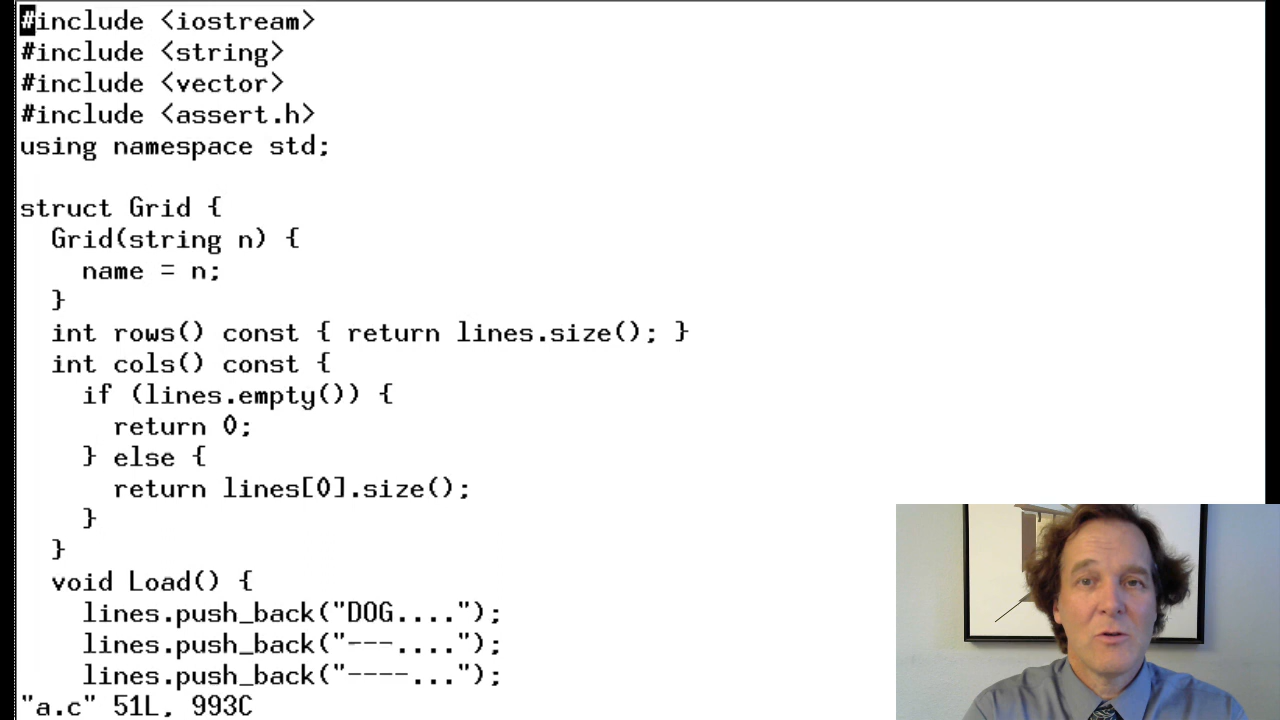 #include <iostream>
#include <string>
#include <vector>
#include <assert.h>
using namespace std;
struct Grid {
  Grid(string n) {
    name = n;
  }
  int rows() const { return lines.size(); }
  int cols() const {
    if (lines.empty()) {
      return 0;
    } else {
      return lines[0].size();
    }
  }
  void Load() {
    lines.push_back("DOG....");
    lines.push_back("---....");
    lines.push_back("----...");
"a.c" 51L, 993C